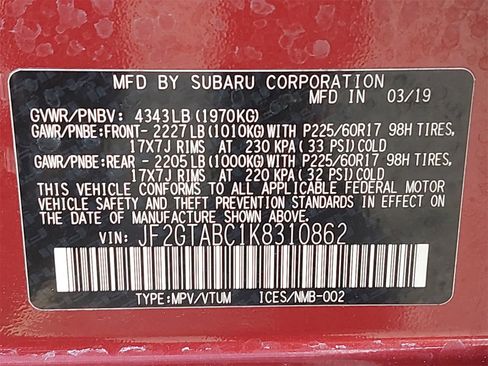 MFD BY SUBARU CORPORATION
MFD IN 03/19
GVWR/PNBV: 4343LB (1970KG)
GAWR/PNBE:FRONT- 2227LB (1010KG) WITH P225/60R17 98H TIRES,
17X7J RIMS AT 230 KPA ( 33 PSI) COLD
GAWR/PNBE:REAR - 2205LB (1000KG) WITH P225/60R17 98H TIRES,
17X7J RIMS AT 220 KPA ( 32 PSI) COLD
THIS VEHICLE CONFORMS TO ALL APPLICABLE FEDERAL MOTOR
VEHICLE SAFETY AND THEFT PREVENTION STANDARDS IN EFFECT
ON THE DATE OF MANUFACTURE SHOWN ABOVE.
VIN: JF2GTABC1K8310862
TYPE:MPV/VTUM ICES/NMB-002